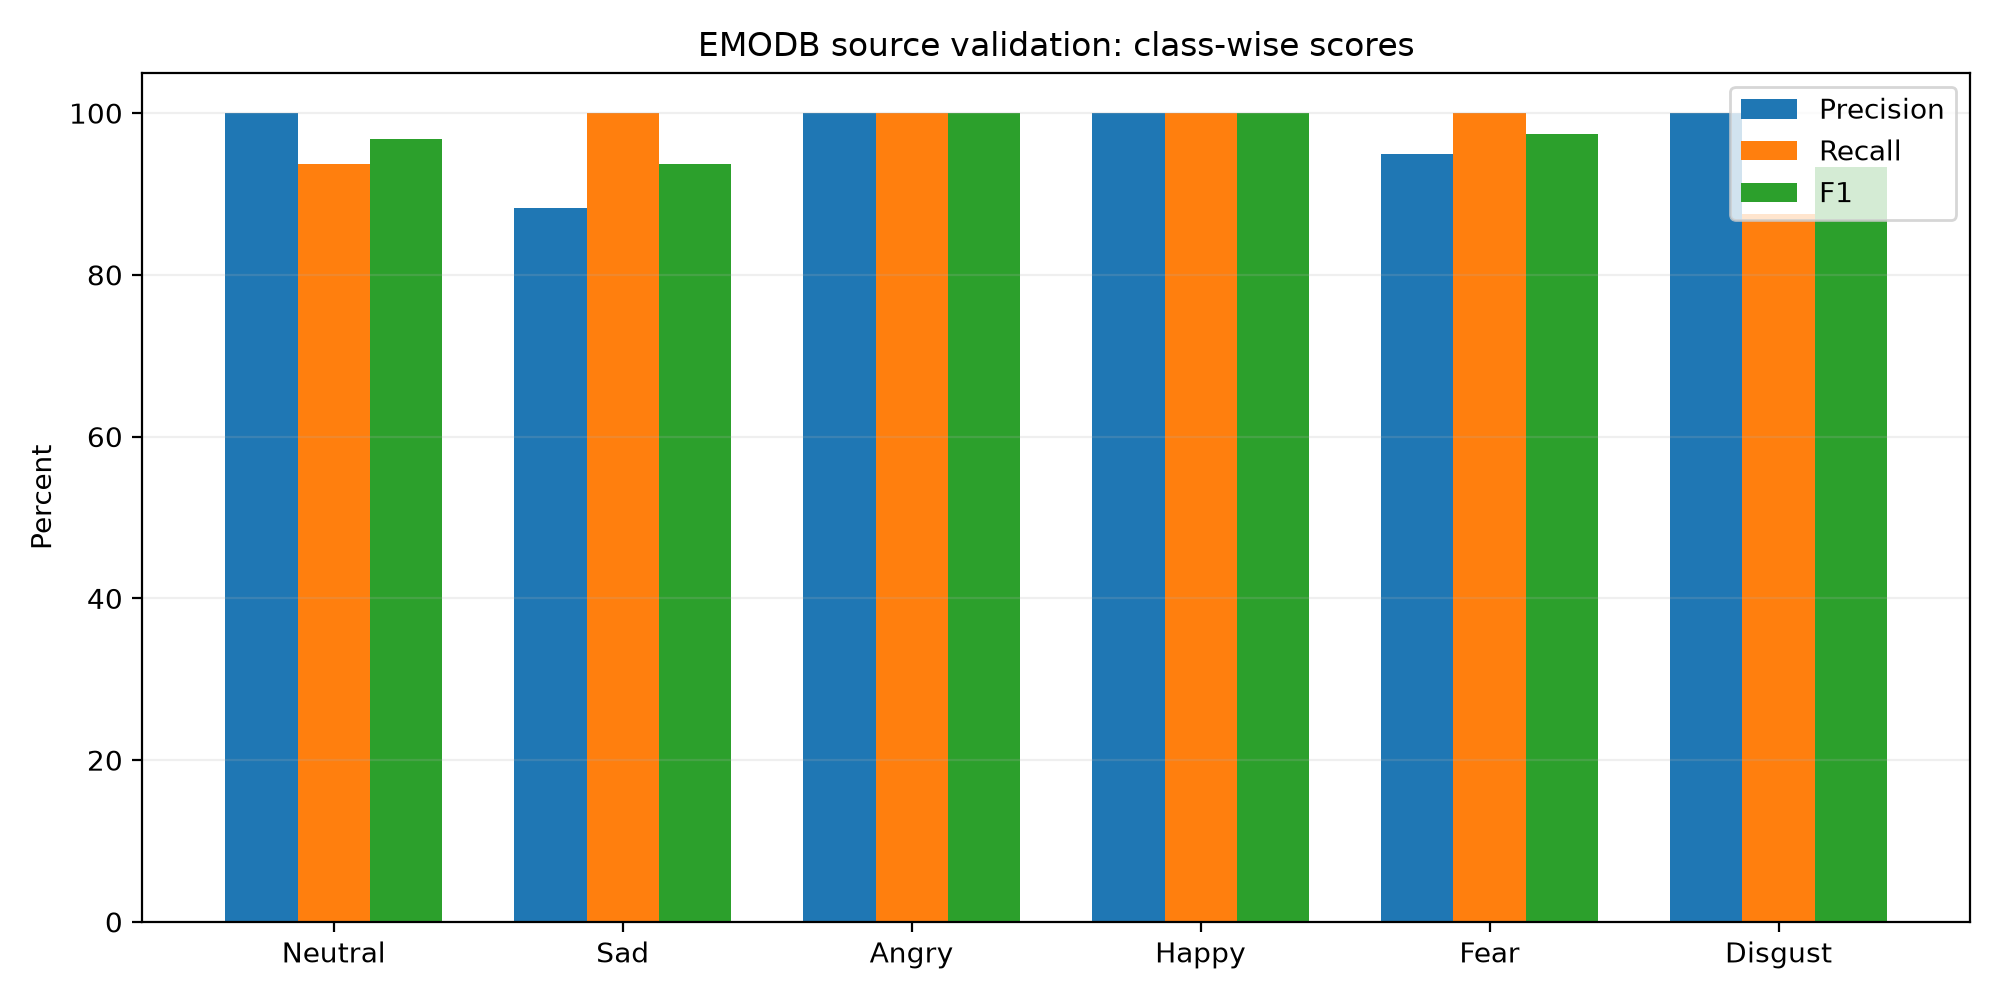 EMODB source validation: class-wise scores
Precision
Recall
F1
Percent
100
80
60
40
20
0
Neutral Sad Angry Happy Fear Disgust